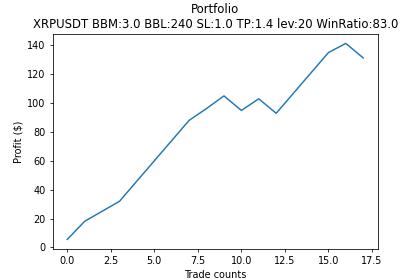 Portfolio
XRPUSDT BBM:3.0 BBL:240 SL:1.0 TP:1.4 lev:20 WinRatio:83.0
140
120
100
80
60
40
20
0
Profit ($)
0.0 2.5 5.0 7.5 10.0 12.5 15.0 17.5
Trade counts